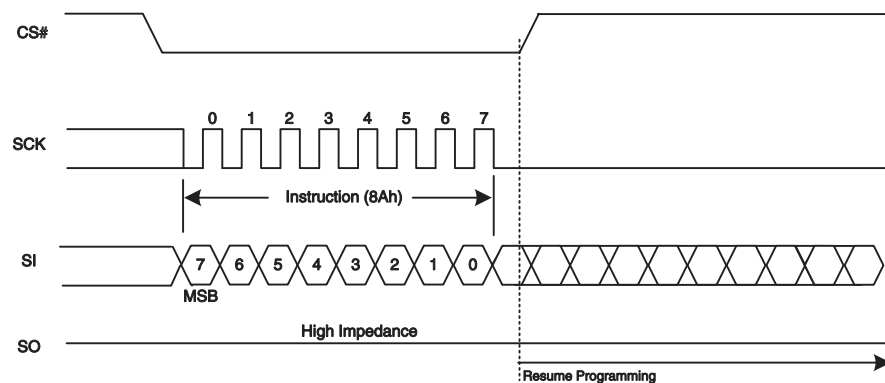 CS#
0 1 2 3 4 5 6 7
SCK
Instruction (8Ah)
SI
7 6 5 4 3 2 1 0
MSB
High Impedance
SO
Resume Programming